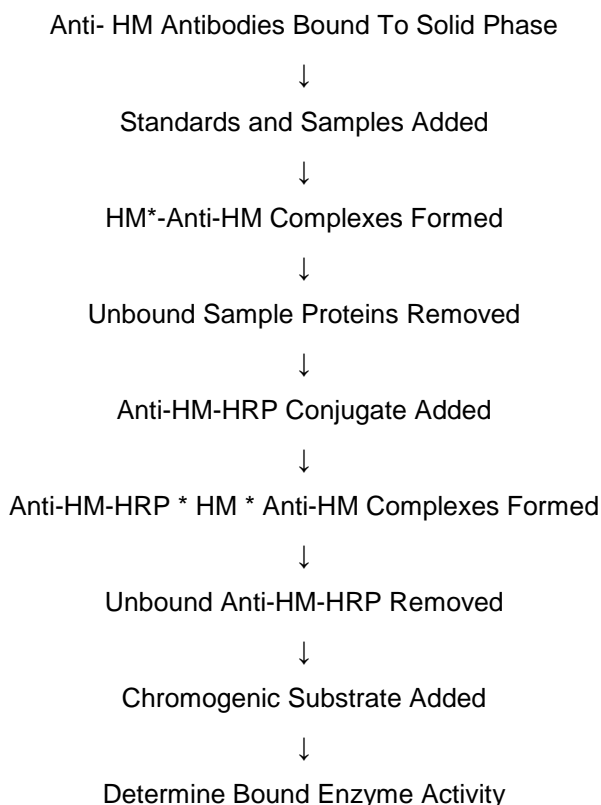 Anti- HM Antibodies Bound To Solid Phase
↓
Standards and Samples Added
↓
HM*-Anti-HM Complexes Formed
↓
Unbound Sample Proteins Removed
↓
Anti-HM-HRP Conjugate Added
↓
Anti-HM-HRP * HM * Anti-HM Complexes Formed
↓
Unbound Anti-HM-HRP Removed
↓
Chromogenic Substrate Added
↓
Determine Bound Enzyme Activity